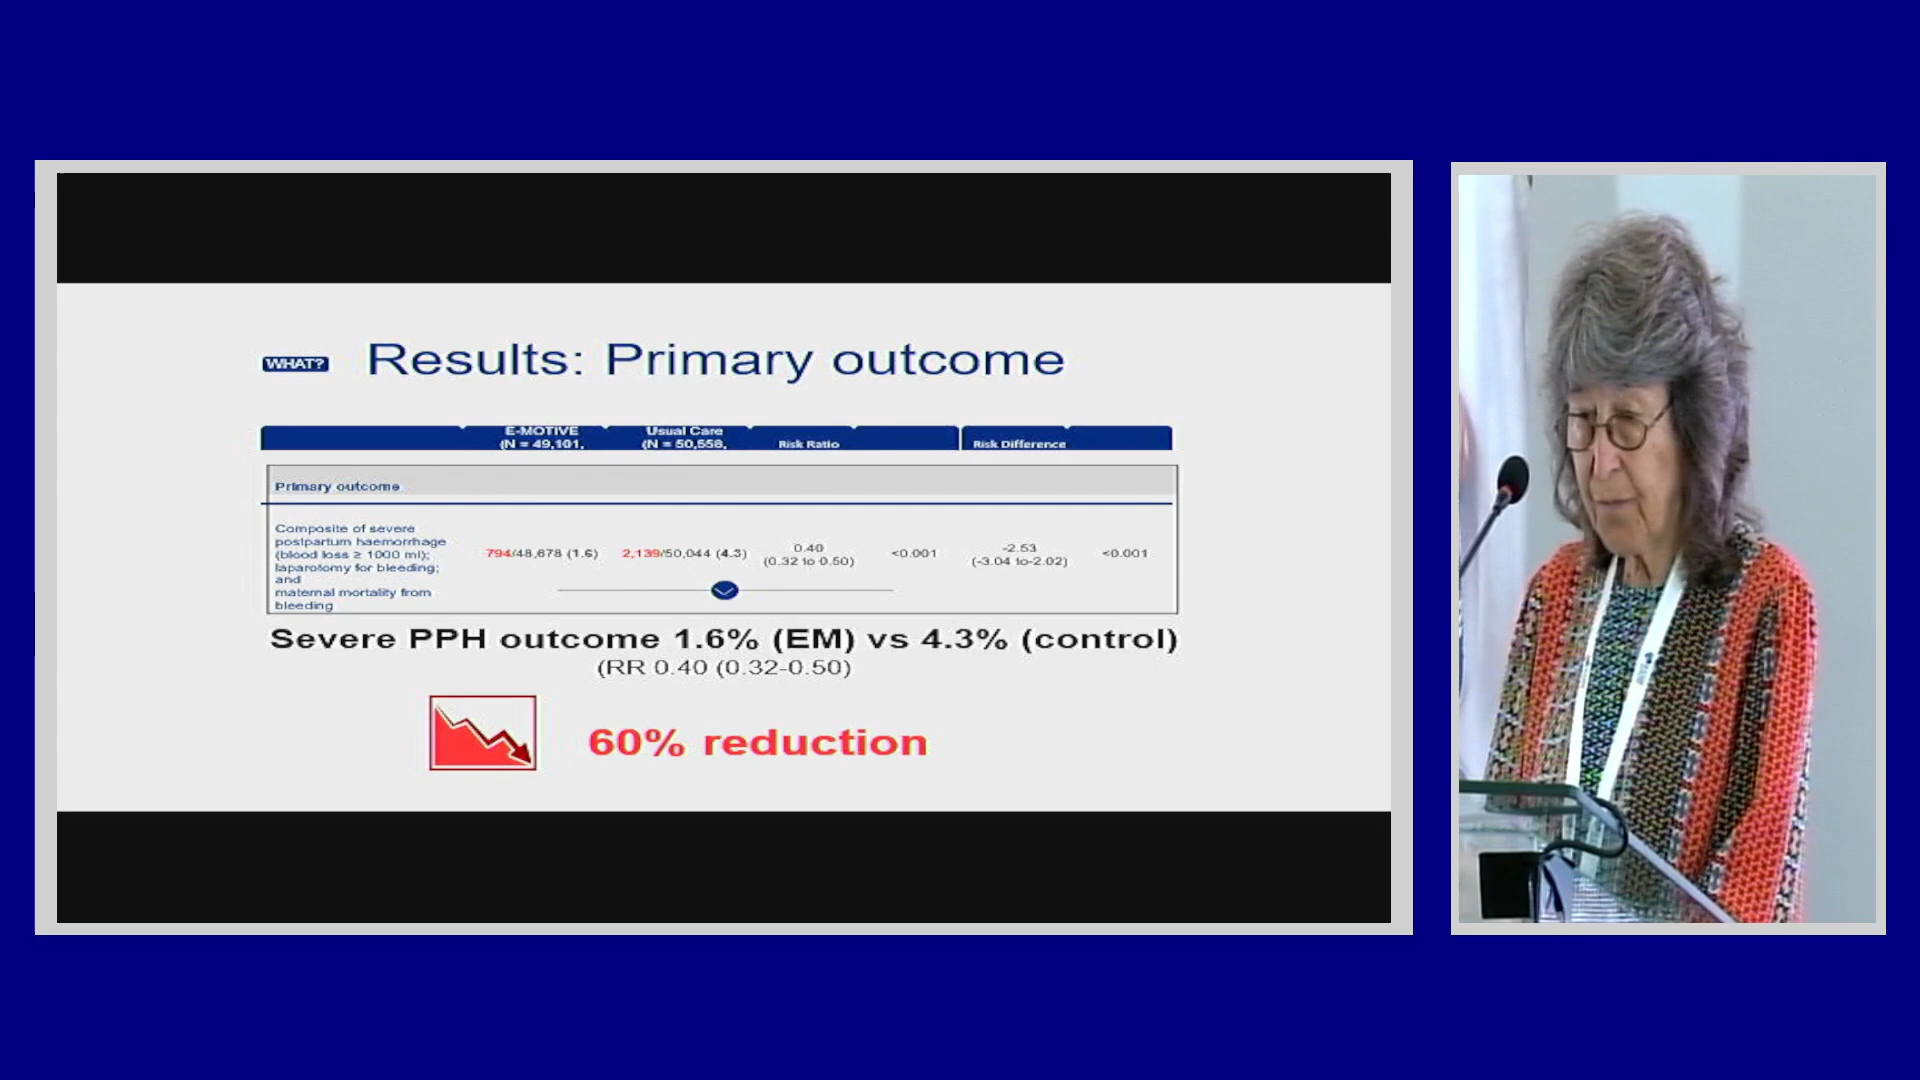 WHAT?
Results: Primary outcome
E-MOTIVE
(N = 49,101,
Usual Care
(N = 50,558,
Risk Ratio
Risk Difference
Primary outcome
Composite of severe
postpartum haemorrhage
(blood loss ≥ 1000 ml);
laparotomy for bleeding;
and
maternal mortality from
bleeding
794/48,678 (1.6)
2,139/50,044 (4.3)
0.40
(0.32 to 0.50)
<0.001
-2.53
(-3.04 to-2.02)
<0.001
Severe PPH outcome 1.6% (EM) vs 4.3% (control)
(RR 0.40 (0.32-0.50)
60% reduction